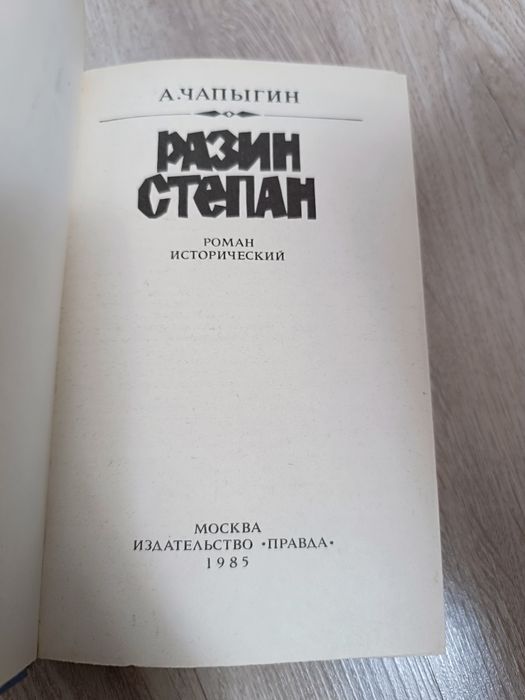 А.ЧАПЫГИН
РАЗИН
СТЕПАН
РОМАН
ИСТОРИЧЕСКИЙ
МОСКВА
ИЗДАТЕЛЬСТВО «ПРАВДА»
1985